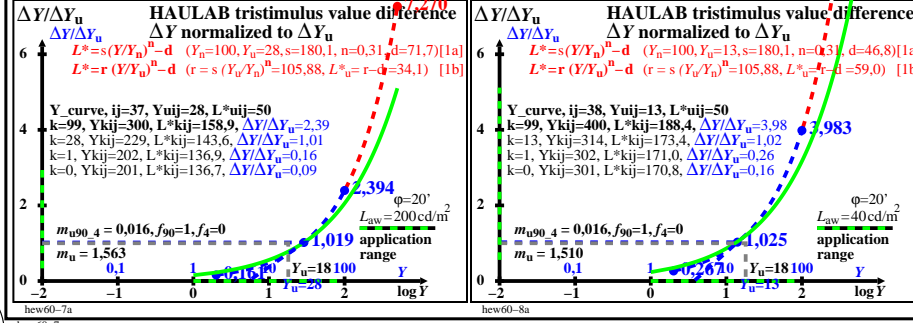 ΔY/ΔYu HAULAB tristimulus value difference
ΔY/ΔYu ΔY normalized to ΔYu
7,270
6 L*=s(Y/Yn)^n–d (Yn=100, Yu=28, s=180,1, n=0,31, d=71,7)[1a]
L*=r (Y/Yu)^n–d (r = s (Yu/Yn)^n=105,88, L*u=r–d=34,1) [1b]
Y_curve, ij=37, Yuij=28, L*uij=50
4 k=99, Ykij=300, L*kij=158,9, ΔY/ΔYu=2,39
k=28, Ykij=229, L*kij=143,6, ΔY/ΔYu=1,01
k=1, Ykij=202, L*kij=136,9, ΔY/ΔYu=0,16
k=0, Ykij=201, L*kij=136,7, ΔY/ΔYu=0,09
2 2,394
φ=20'
Law=200cd/m²
mu90_4 = 0,016, f90=1, f4=0
1,019 application
mu = 1,563 range
0,1 1 0,161 10 Yu=18 100 Y
0 Yu=28
−2 −1 0 1 2 log Y
hew60-7a
ΔY/ΔYu HAULAB tristimulus value difference
ΔY/ΔYu ΔY normalized to ΔYu
6 L*=s(Y/Yn)^n–d (Yn=100, Yu=13, s=180,1, n=0,31, d=46,8)[1a]
L*=r (Y/Yu)^n–d (r = s (Yu/Yn)^n=105,88, L*u=r–d =59,0) [1b]
Y_curve, ij=38, Yuij=13, L*uij=50
4 k=99, Ykij=400, L*kij=188,4, ΔY/ΔYu=3,98 3,983
k=13, Ykij=314, L*kij=173,4, ΔY/ΔYu=1,02
k=1, Ykij=302, L*kij=171,0, ΔY/ΔYu=0,26
k=0, Ykij=301, L*kij=170,8, ΔY/ΔYu=0,16
2 φ=20'
Law=40cd/m²
mu90_4 = 0,016, f90=1, f4=0
1,025 application
mu = 1,510 range
0,1 1 0,267 10 Yu=18 100 Y
0 Yu=13
−2 −1 0 1 2 log Y
hew60-8a